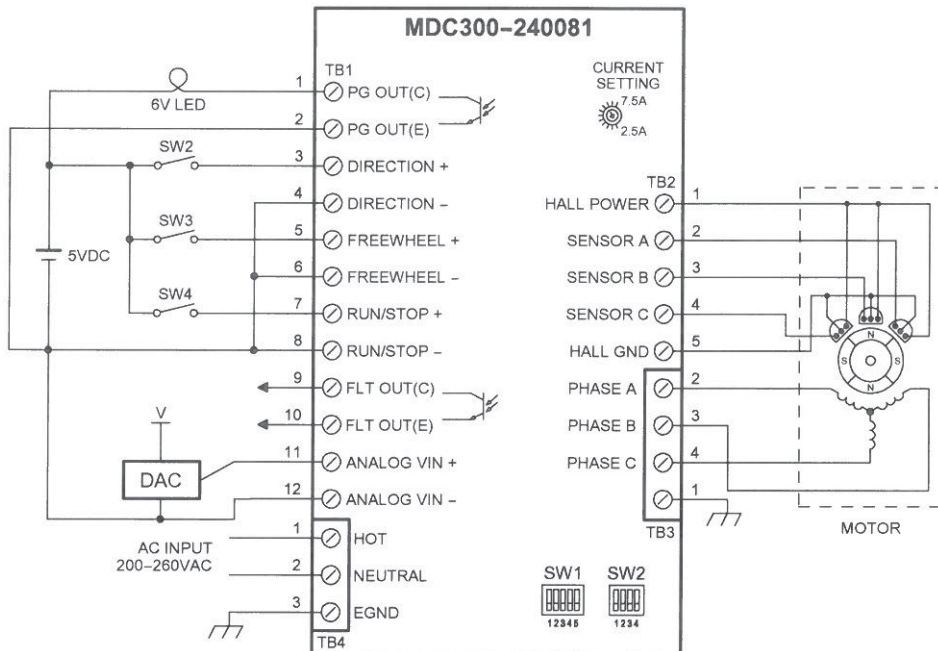 MDC300-240081
TB1
1 PG OUT(C)
6V LED
2 PG OUT(E)
SW2
3 DIRECTION +
4 DIRECTION -
SW3
5 FREEWHEEL +
5VDC
6 FREEWHEEL -
SW4
7 RUN/STOP +
8 RUN/STOP -
9 FLT OUT(C)
10 FLT OUT(E)
V
11 ANALOG VIN +
DAC
12 ANALOG VIN -
AC INPUT
200-260VAC
1 HOT
2 NEUTRAL
3 EGND
TB4
CURRENT
SETTING
7.5A
2.5A
TB2
HALL POWER 1
SENSOR A 2
SENSOR B 3
SENSOR C 4
HALL GND 5
PHASE A 2
PHASE B 3
PHASE C 4
1
TB3
N
S S
N
MOTOR
SW1 SW2
12345 1234